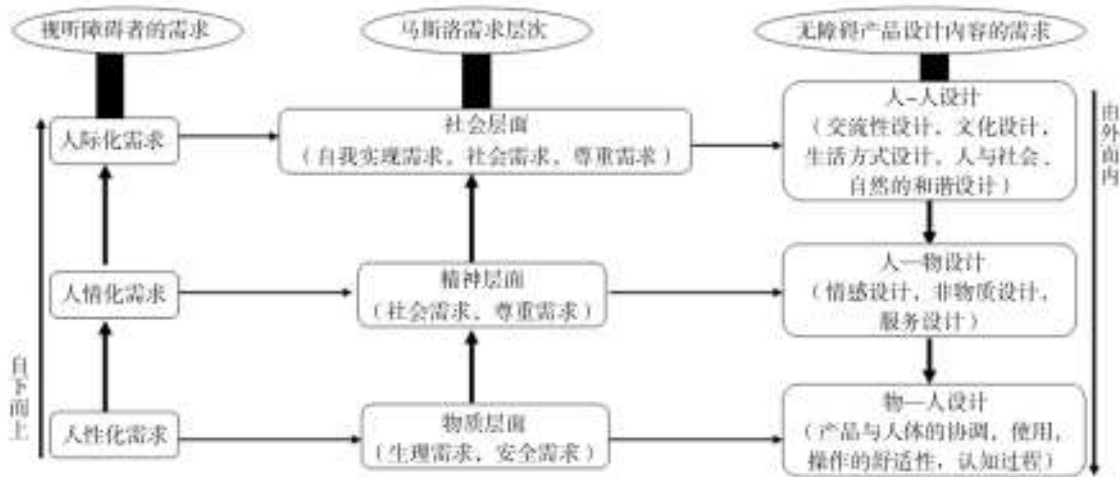 视听障碍者的需求
马斯洛需求层次
无障碍产品设计内容的需求
人际化需求
社会层面
（自我实现需求、社会需求、尊重需求）
人-人设计
（交流性设计，文化设计，
生活方式设计，人与社会、
自然的和谐设计）
人情化需求
精神层面
（社会需求、尊重需求）
人—物设计
（情感设计，非物质设计，
服务设计）
人性化需求
物质层面
（生理需求、安全需求）
物—人设计
（产品与人体的协调，使用，
操作的舒适性，认知过程）
自下而上
由外而内